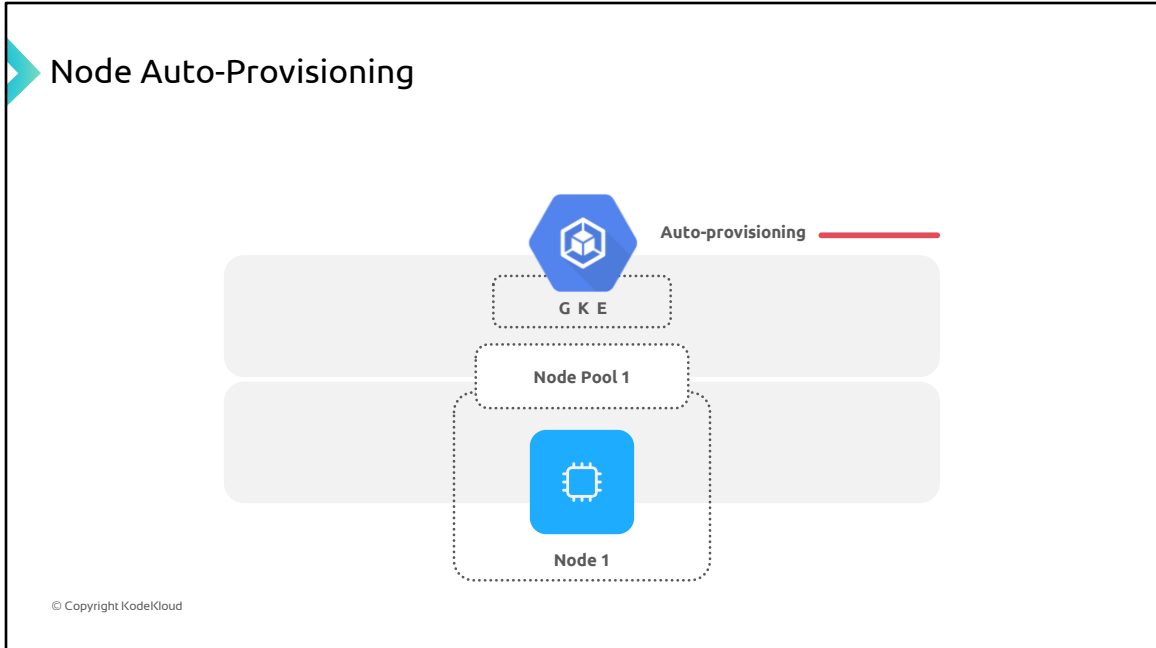 Node Auto-Provisioning
Auto-provisioning
G K E
Node Pool 1
Node 1
© Copyright KodeKloud